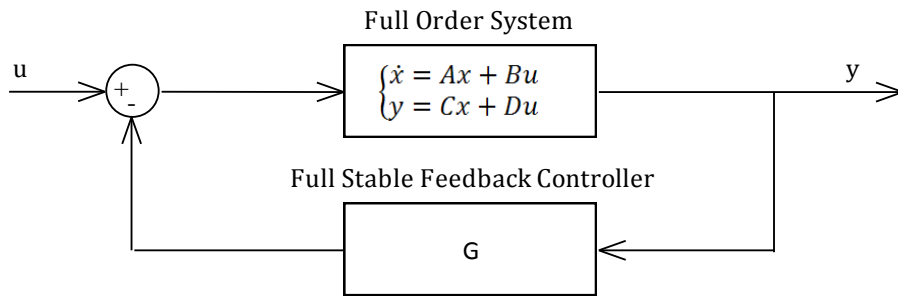 Full Order System
u
y
+
-
ẋ = Ax + Bu
y = Cx + Du
Full Stable Feedback Controller
G